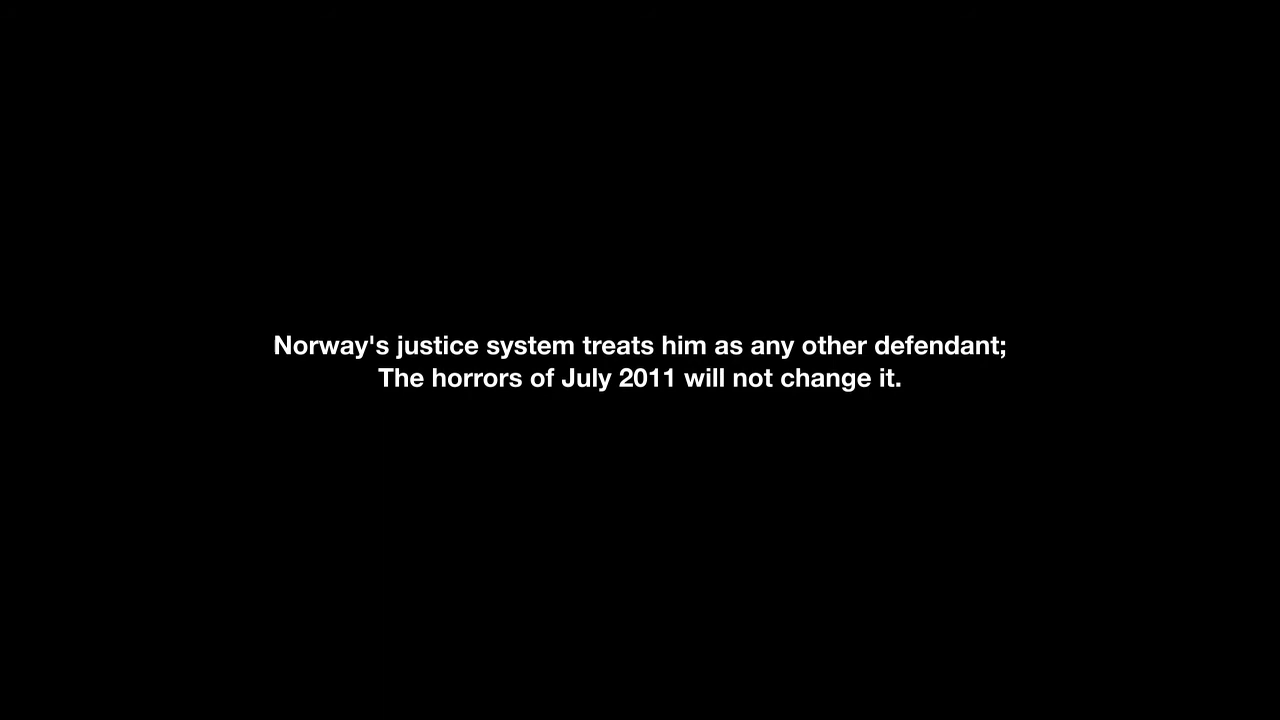 Norway's justice system treats him as any other defendant;
The horrors of July 2011 will not change it.